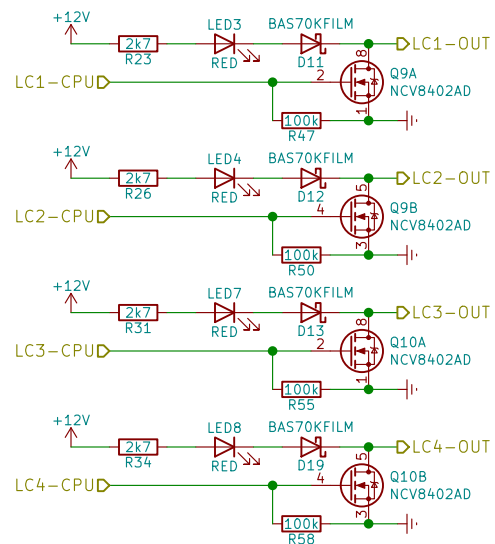 +12V
LED3
BAS70KFILM
2k7
R23
RED
D11
LC1-OUT
8
LC1-CPU
2
Q9A
NCV8402AD
1
100k
R47
+12V
LED4
BAS70KFILM
2k7
R26
RED
D12
LC2-OUT
5
LC2-CPU
4
Q9B
NCV8402AD
3
100k
R50
+12V
LED7
BAS70KFILM
2k7
R31
RED
D13
LC3-OUT
8
LC3-CPU
2
Q10A
NCV8402AD
1
100k
R55
+12V
LED8
BAS70KFILM
2k7
R34
RED
D19
LC4-OUT
5
LC4-CPU
4
Q10B
NCV8402AD
3
100k
R58